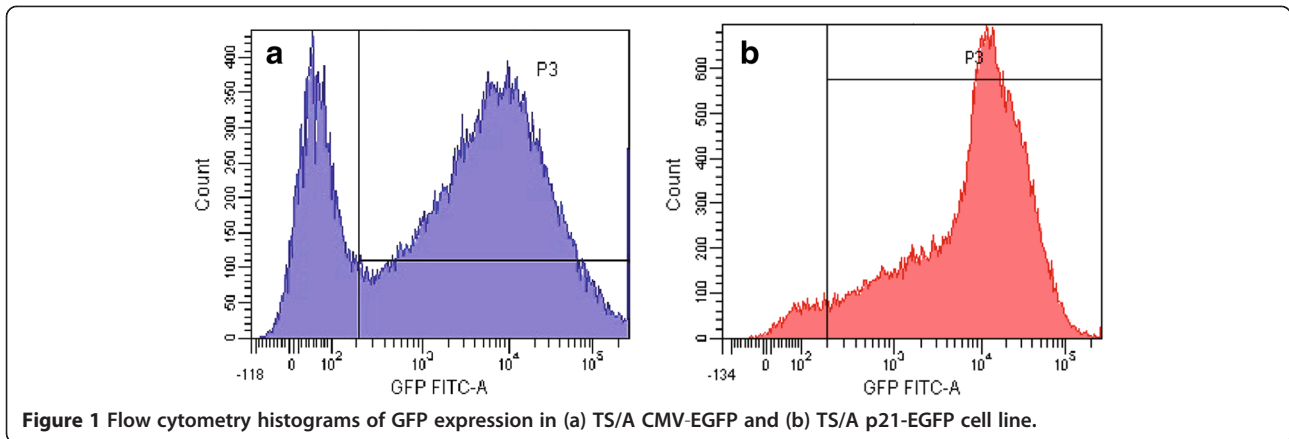 a
P3
400
350
300
250
200
150
100
50
0
Count
-118 0 10² 10³ 10⁴ 10⁵
GFP FITC-A
b
P3
600
500
400
300
200
100
0
Count
-134 0 10² 10³ 10⁴ 10⁵
GFP FITC-A
Figure 1 Flow cytometry histograms of GFP expression in (a) TS/A CMV-EGFP and (b) TS/A p21-EGFP cell line.